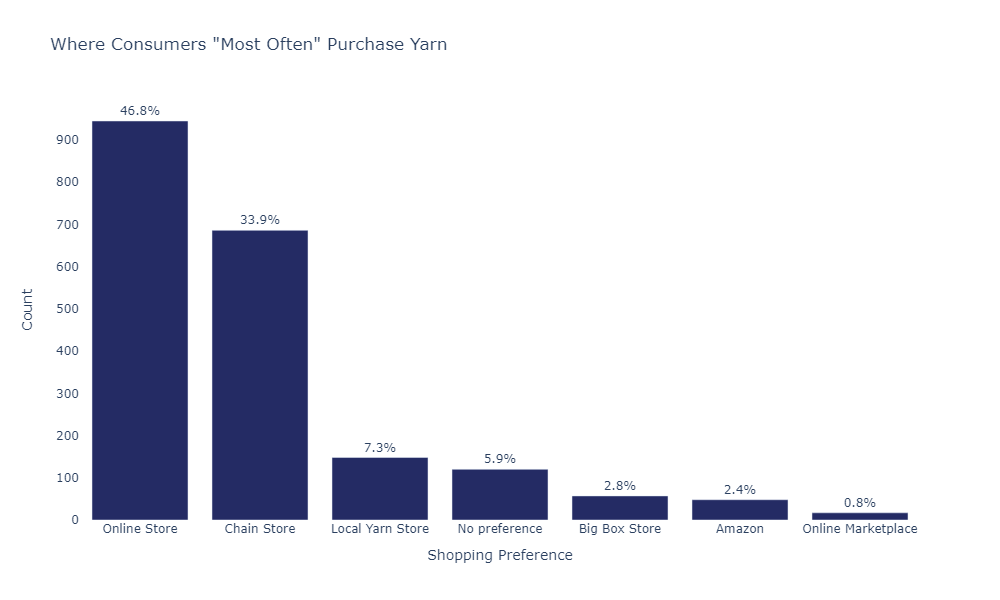 Where Consumers "Most Often" Purchase Yarn
46.8%
33.9%
7.3%
5.9%
2.8%
2.4%
0.8%
900
800
700
600
500
400
300
200
100
0
Count
Online Store
Chain Store
Local Yarn Store
No preference
Big Box Store
Amazon
Online Marketplace
Shopping Preference